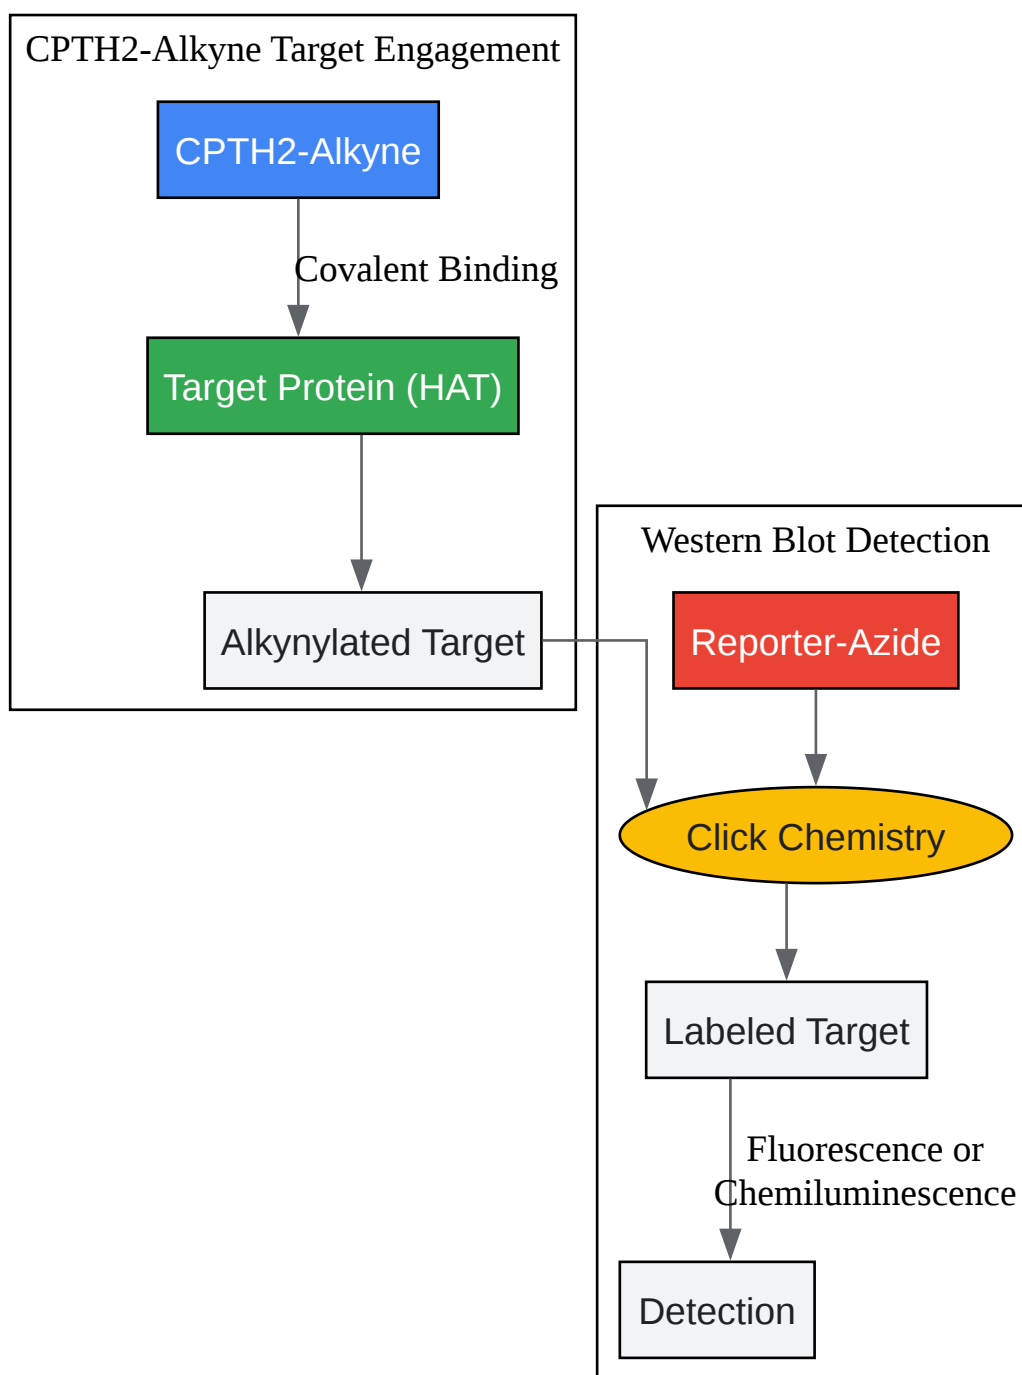 CPTH2-Alkyne Target Engagement
CPTH2-Alkyne
Covalent Binding
Target Protein (HAT)
Alkynylated Target
Western Blot Detection
Reporter-Azide
Click Chemistry
Labeled Target
Fluorescence or
Chemiluminescence
Detection